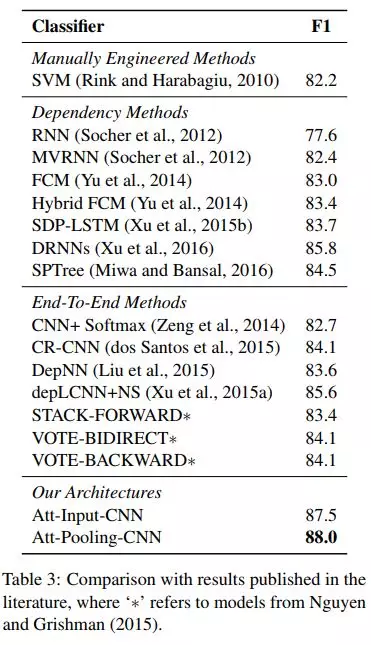 Classifier F1
Manually Engineered Methods
SVM (Rink and Harabagiu, 2010) 82.2
Dependency Methods
RNN (Socher et al., 2012) 77.6
MVRNN (Socher et al., 2012) 82.4
FCM (Yu et al., 2014) 83.0
Hybrid FCM (Yu et al., 2014) 83.4
SDP-LSTM (Xu et al., 2015b) 83.7
DRNNs (Xu et al., 2016) 85.8
SPTree (Miwa and Bansal, 2016) 84.5
End-To-End Methods
CNN+ Softmax (Zeng et al., 2014) 82.7
CR-CNN (dos Santos et al., 2015) 84.1
DepNN (Liu et al., 2015) 83.6
depLCNN+NS (Xu et al., 2015a) 85.6
STACK-FORWARD∗ 83.4
VOTE-BIDIRECT∗ 84.1
VOTE-BACKWARD∗ 84.1
Our Architectures
Att-Input-CNN 87.5
Att-Pooling-CNN 88.0
Table 3: Comparison with results published in the
literature, where ‘∗’ refers to models from Nguyen
and Grishman (2015).